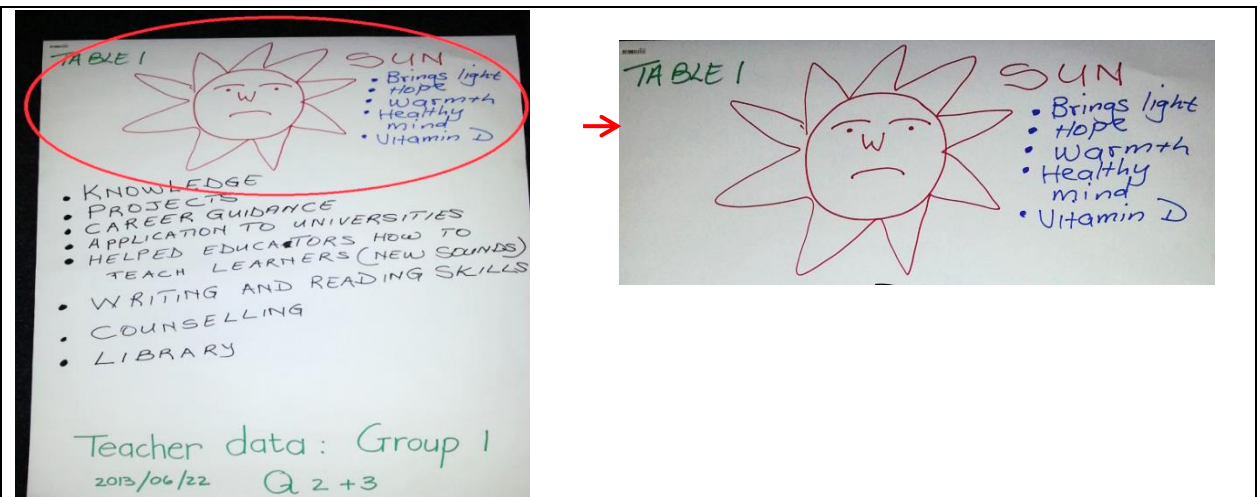 TABLE 1
SUN
• Brings light
• Hope
• Warmth
• Healthy
mind
• Vitamin D
• KNOWLEDGE
• PROJECTS
• CAREER GUIDANCE
• APPLICATION TO UNIVERSITIES
• HELPED EDUCATORS HOW TO
TEACH LEARNERS (NEW SOUNDS)
• WRITING AND READING SKILLS
• COUNSELLING
• LIBRARY
Teacher data: Group 1
2013/06/22 Q 2+3
TABLE 1
SUN
• Brings light
• Hope
• Warmth
• Healthy
mind
• Vitamin D